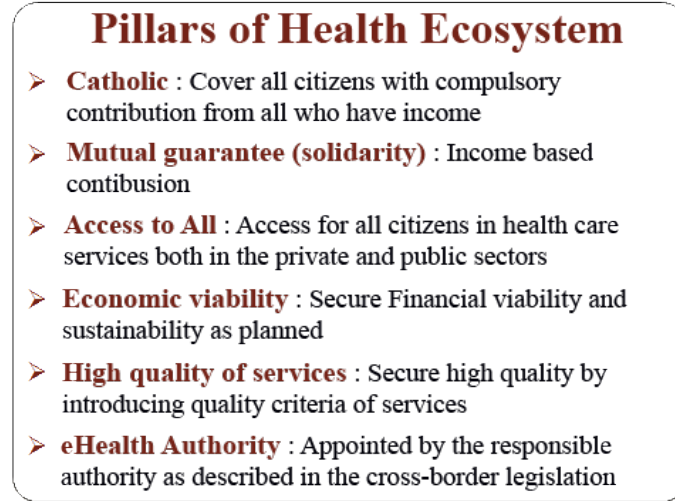 Pillars of Health Ecosystem
➢ Catholic : Cover all citizens with compulsory
contribution from all who have income
➢ Mutual guarantee (solidarity) : Income based
contibusion
➢ Access to All : Access for all citizens in health care
services both in the private and public sectors
➢ Economic viability : Secure Financial viability and
sustainability as planned
➢ High quality of services : Secure high quality by
introducing quality criteria of services
➢ eHealth Authority : Appointed by the responsible
authority as described in the cross-border legislation